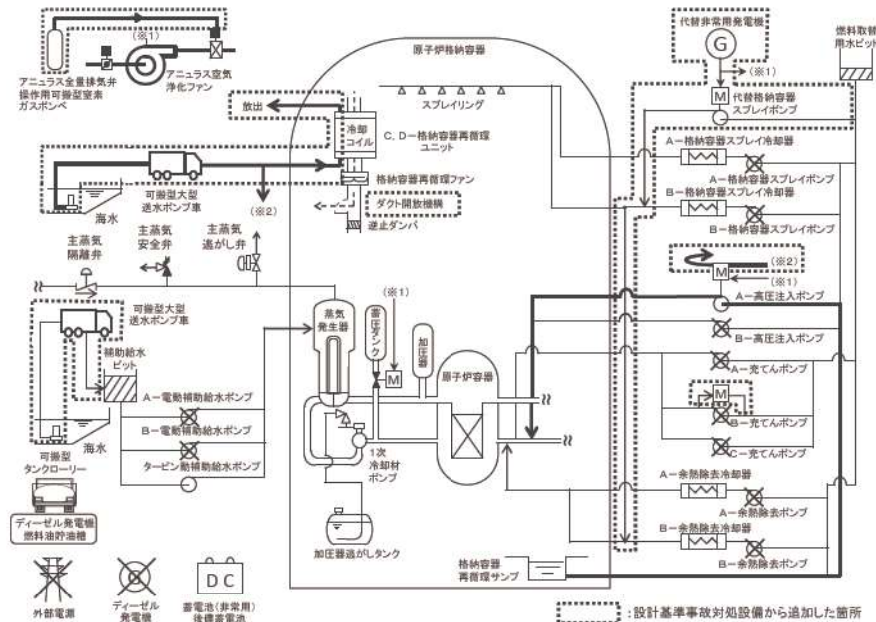 (※1)
アニュラス全量排気弁
操作用可搬型窒素
ガスボンベ
アニュラス空気
浄化ファン
原子炉格納容器
スプレイリング
放出
冷却
コイル
C, D-格納容器再循環
ユニット
格納容器再循環ファン
可搬型大型
送水ポンプ車
海水
(※2)
ダクト開放機構
逆止ダンパ
代替非常用発電機
G
(※1)
M
代替格納容器
スプレイポンプ
燃料取替
用水ピット
A-格納容器スプレイ冷却器
A-格納容器スプレイポンプ
B-格納容器スプレイ冷却器
B-格納容器スプレイポンプ
主蒸気
隔離弁
主蒸気
安全弁
主蒸気
逃がし弁
(※2)
M
(※1)
A-高圧注入ポンプ
B-高圧注入ポンプ
A-充てんポンプ
M
B-充てんポンプ
C-充てんポンプ
可搬型大型
送水ポンプ車
補助給水
ピット
A-電動補助給水ポンプ
B-電動補助給水ポンプ
タービン動補助給水ポンプ
海水
可搬型
タンクローリー
ディーゼル発電機
燃料油貯油槽
蒸気
発生器
蓄圧タンク
(※1)
M
加圧器
原子炉容器
1次
冷却材
ポンプ
加圧器逃がしタンク
A-余熱除去冷却器
A-余熱除去ポンプ
B-余熱除去冷却器
B-余熱除去ポンプ
格納容器
再循環サンプ
外部電源
ディーゼル
発電機
DC
蓄電池(非常用)
後備蓄電池
:設計基準事故対処設備から追加した箇所